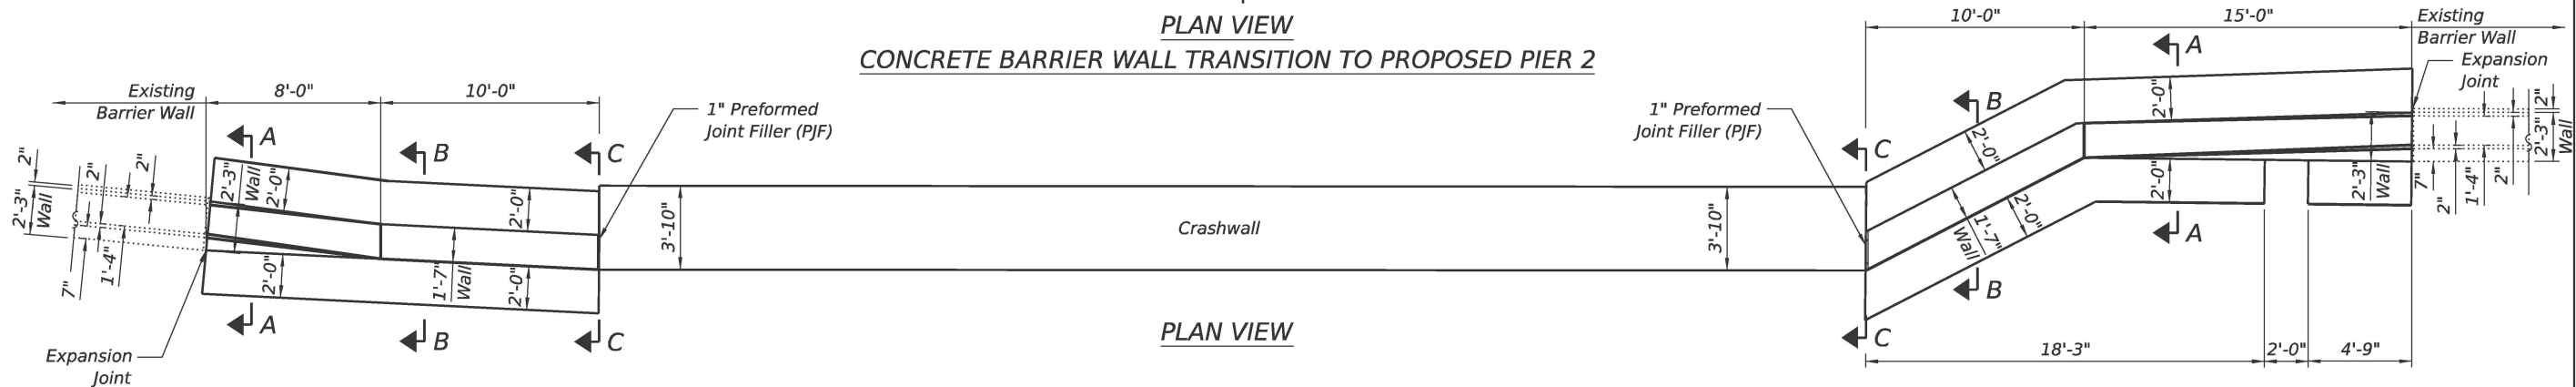 PLAN VIEW
CONCRETE BARRIER WALL TRANSITION TO PROPOSED PIER 2
Existing
Barrier Wall
8'-0"
10'-0"
1" Preformed
Joint Filler (PJF)
A
B
C
2"
2'-3"
Wall
2"
2"
7"
1'-4"
2'-3"
Wall
2'-0"
2'-0"
2'-0"
1'-7"
Wall
2'-0"
A
B
C
Expansion
Joint
3'-10"
Crashwall
3'-10"
PLAN VIEW
1" Preformed
Joint Filler (PJF)
10'-0"
15'-0"
Existing
Barrier Wall
Expansion
Joint
A
B
C
2'-0"
2'-0"
1'-7"
Wall
2'-0"
2'-0"
2'-3"
Wall
7"
2"
1'-4"
2"
2"
2'-3"
Wall
A
B
C
18'-3"
2'-0"
4'-9"